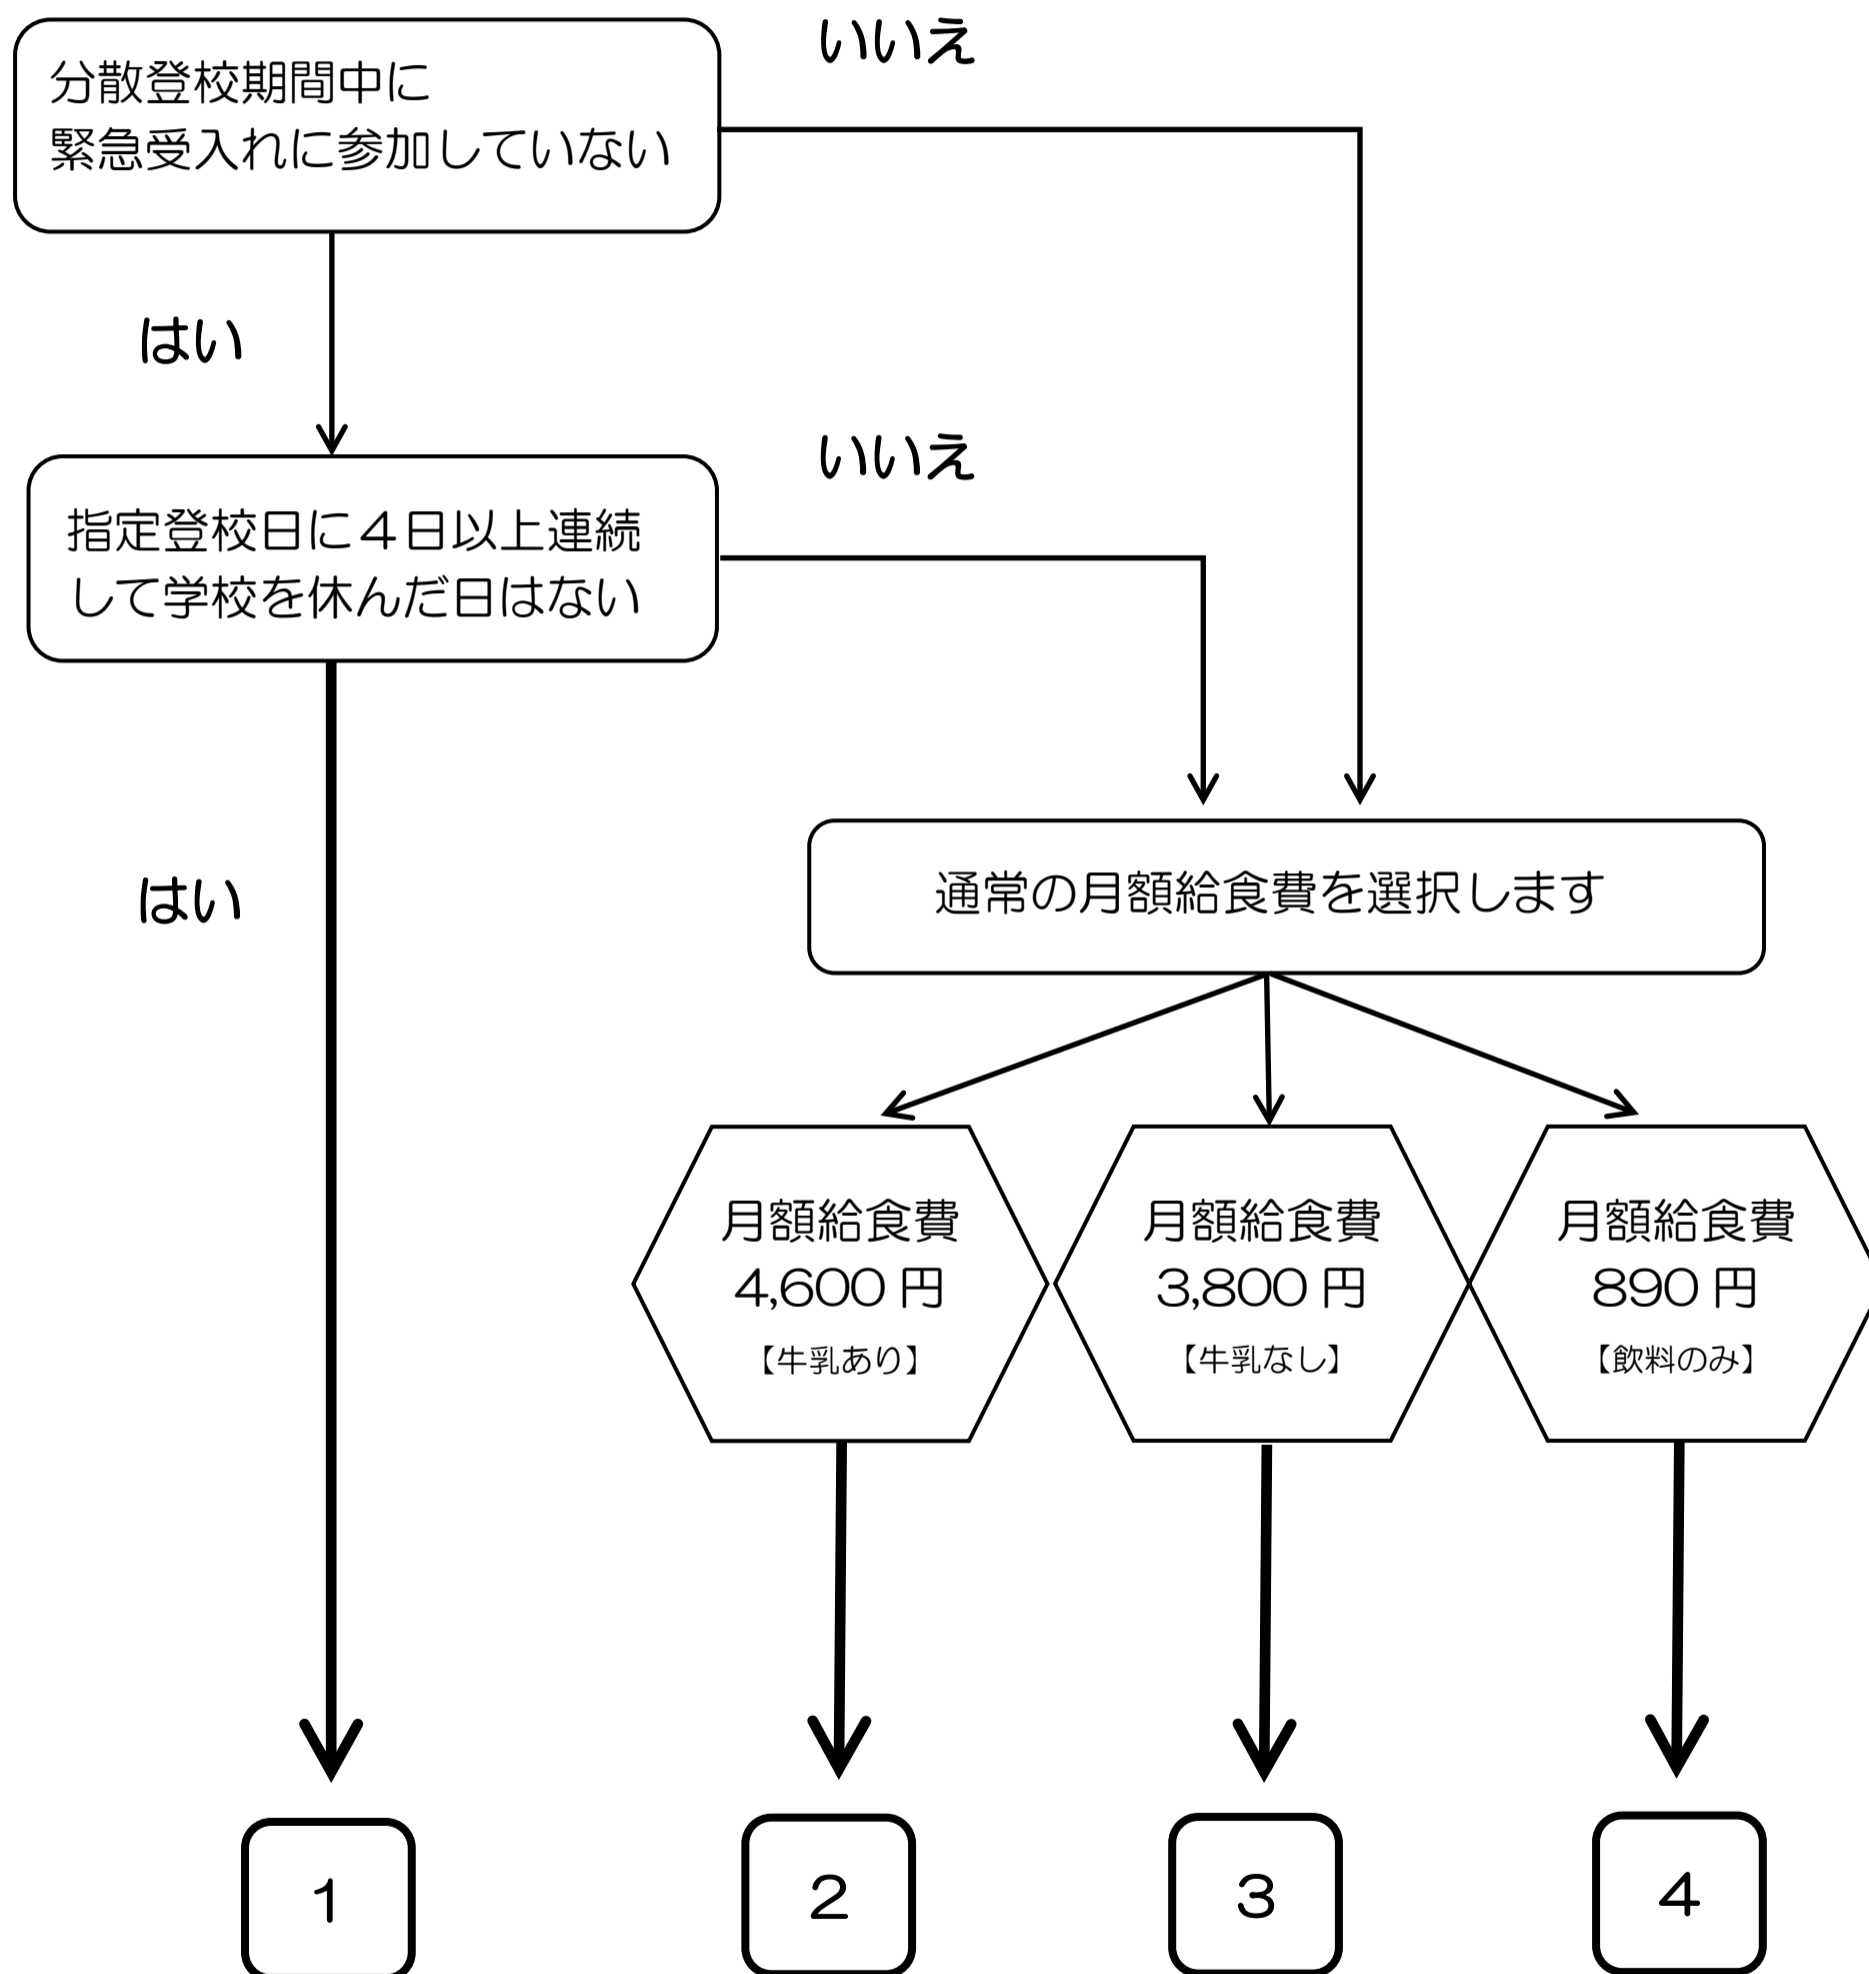 いいえ
分散登校期間中に
緊急受入れに参加していない
はい
いいえ
指定登校日に４日以上連続
して学校を休んだ日はない
はい
通常の月額給食費を選択します
月額給食費
4,600 円
【牛乳あり】
月額給食費
3,800 円
【牛乳なし】
月額給食費
890 円
【飲料のみ】
１
２
３
４